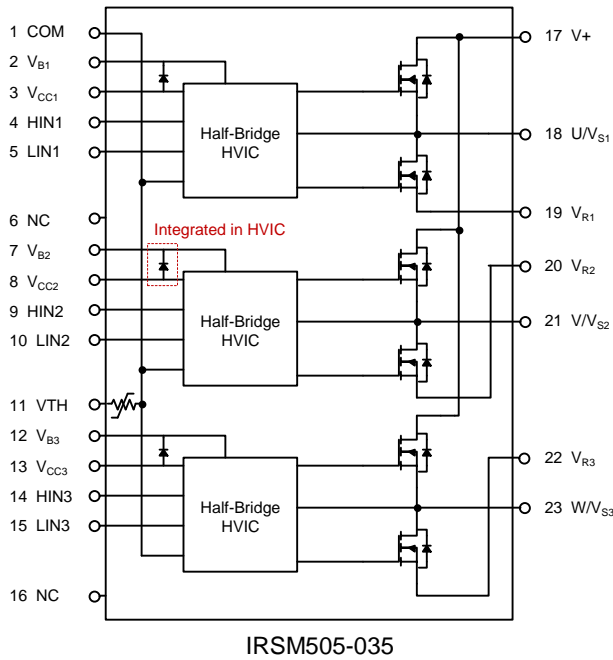 1 COM
2 VB1
3 VCC1
4 HIN1
5 LIN1
6 NC
7 VB2
8 VCC2
9 HIN2
10 LIN2
11 VTH
12 VB3
13 VCC3
14 HIN3
15 LIN3
16 NC
Half-Bridge
HVIC
Integrated in HVIC
Half-Bridge
HVIC
Half-Bridge
HVIC
17 V+
18 U/VS1
19 VR1
20 VR2
21 V/VS2
22 VR3
23 W/VS3
IRSM505-035